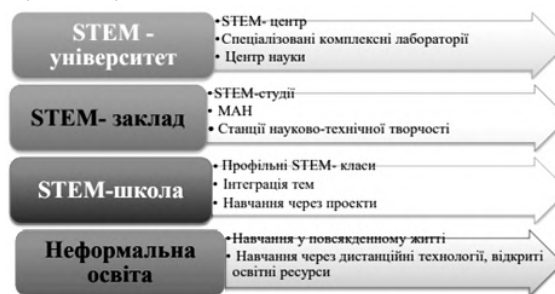 STEM -
університет
•STEM- центр
•Спеціалізовані комплексні лабораторії
• Центр науки
STEM- заклад
•STEM-студії
• МАН
• Станції науково-технічної творчості
STEM-школа
• Профільні STEM- класи
• Інтеграція тем
• Навчання через проекти
Неформальна
освіта
• Навчання у повсякденному житті
• Навчання через дистанційні технології, відкриті
освітні ресурси